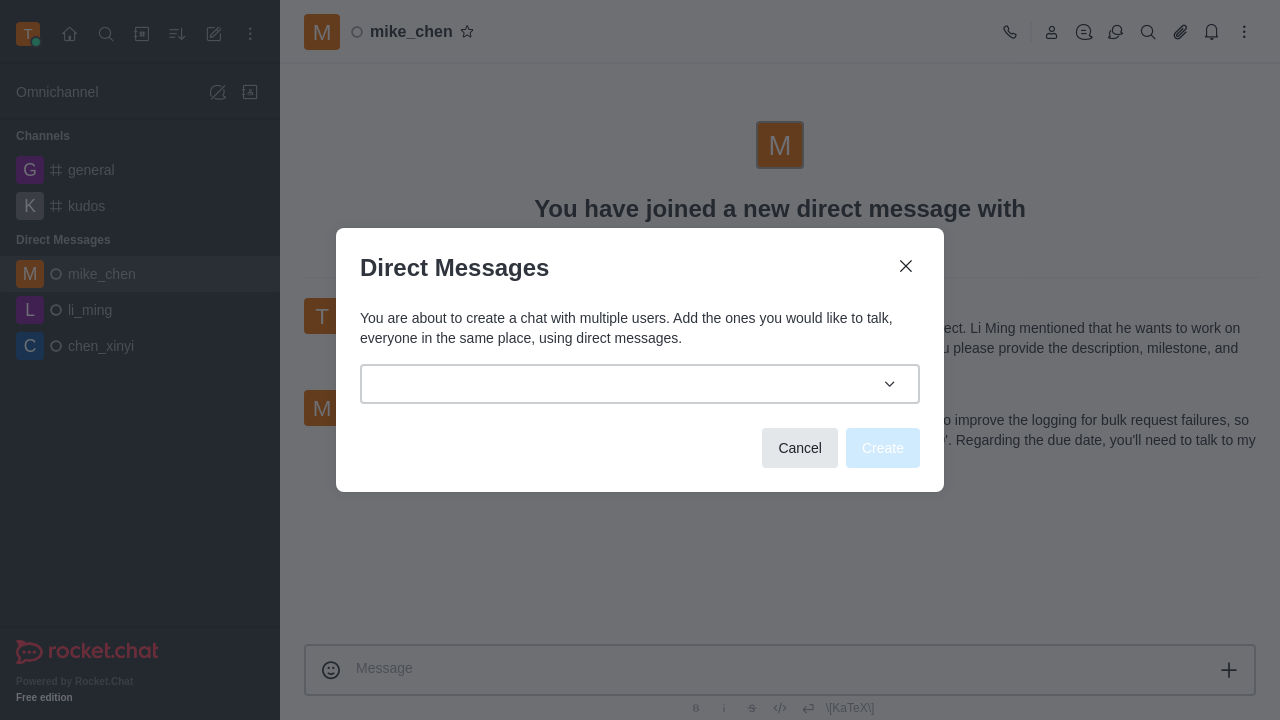 T
Omnichannel
Channels
G general
K kudos
Direct Messages
M mike_chen
L li_ming
C chen_xinyi
rocket.chat
Powered by Rocket.Chat
Free edition
M mike_chen
M
You have joined a new direct message with
T
ect. Li Ming mentioned that he wants to work on
u please provide the description, milestone, and
M
o improve the logging for bulk request failures, so
'. Regarding the due date, you'll need to talk to my
Direct Messages
You are about to create a chat with multiple users. Add the ones you would like to talk,
everyone in the same place, using direct messages.
Cancel Create
Message
B i S </> \[KaTeX\]